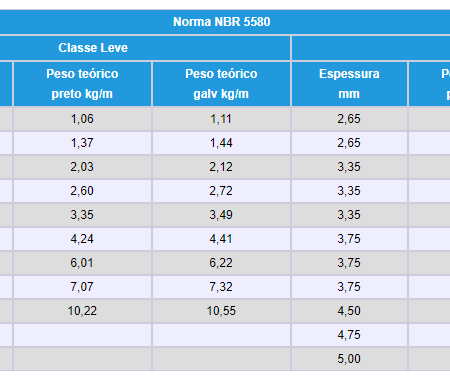 Norma NBR 5580
Classe Leve
Peso teórico preto kg/m Peso teórico galv kg/m Espessura mm
1,06 1,11 2,65
1,37 1,44 2,65
2,03 2,12 3,35
2,60 2,72 3,35
3,35 3,49 3,35
4,24 4,41 3,75
6,01 6,22 3,75
7,07 7,32 3,75
10,22 10,55 4,50
4,75
5,00